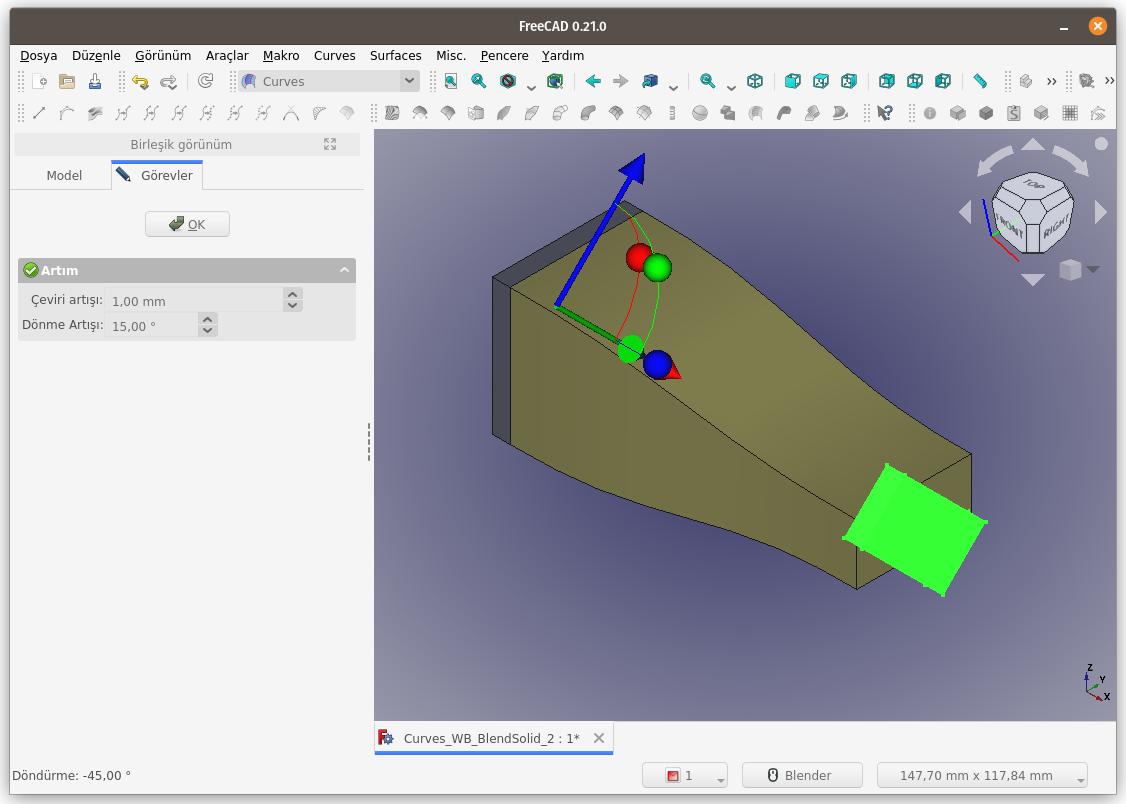 FreeCAD 0.21.0
Dosya Düzenle Görünüm Araçlar Makro Curves Surfaces Misc. Pencere Yardım
Curves
Birleşik görünüm
Model Görevler
OK
Artım
Çeviri artışı: 1,00 mm
Dönme Artışı: 15,00 °
TOP
FRONT RIGHT
Z
Y
X
Curves_WB_BlendSolid_2 : 1*
Döndürme: -45,00 ° 1 Blender 147,70 mm x 117,84 mm